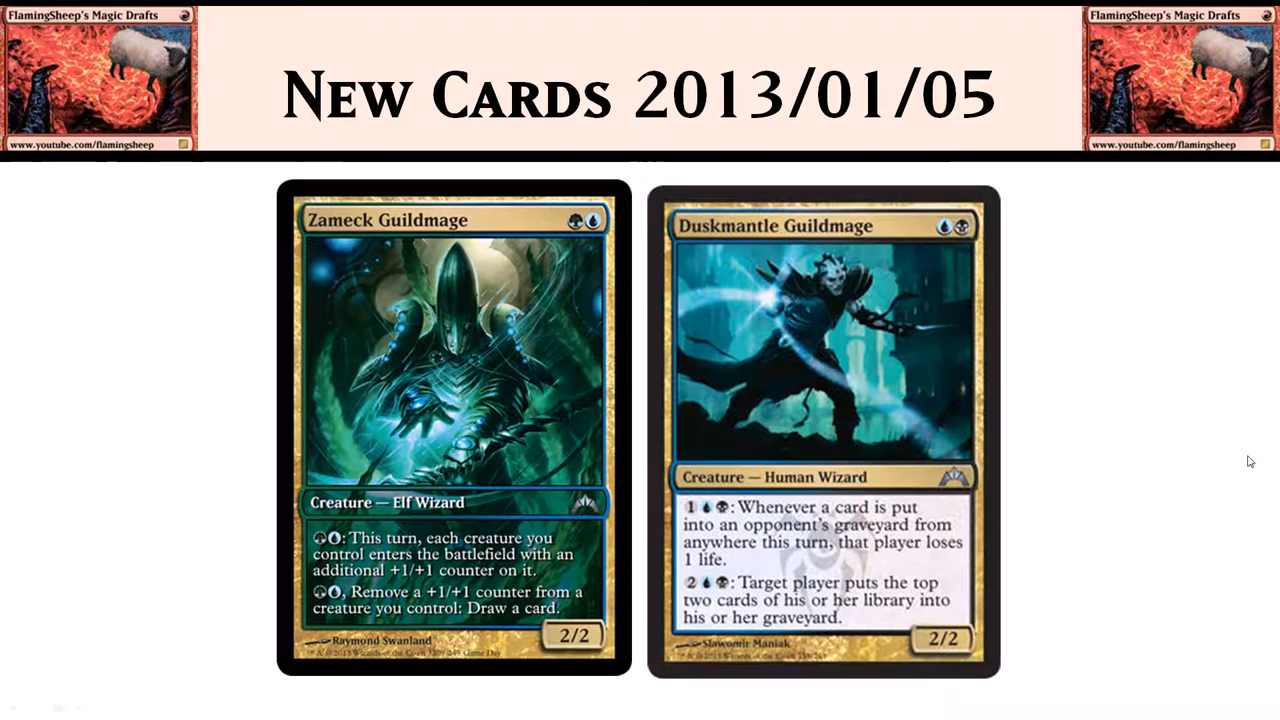 FlamingSheep's Magic Drafts
www.youtube.com/flamingsheep
New Cards 2013/01/05
FlamingSheep's Magic Drafts
www.youtube.com/flamingsheep
Zameck Guildmage
Creature — Elf Wizard
: This turn, each creature you
control enters the battlefield with an
additional +1/+1 counter on it.
, Remove a +1/+1 counter from a
creature you control: Draw a card.
Raymond Swanland
2/2
Game Day
Duskmantle Guildmage
Creature — Human Wizard
1 : Whenever a card is put
into an opponent's graveyard from
anywhere this turn, that player loses
1 life.
2 : Target player puts the top
two cards of his or her library into
his or her graveyard.
Slawomir Maniak
2/2